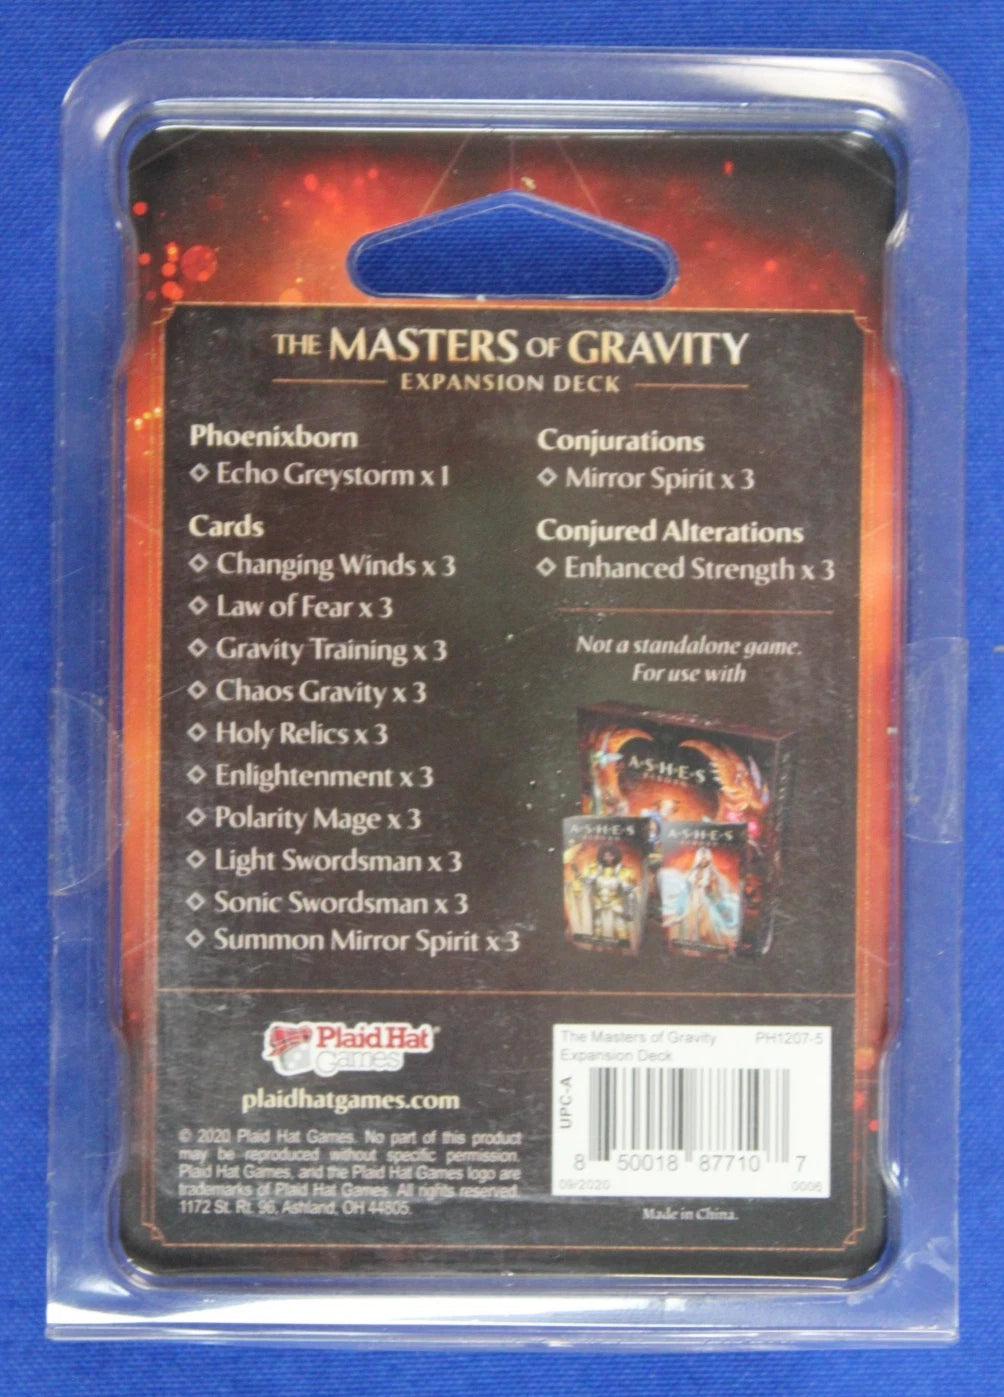 THE MASTERS OF GRAVITY
EXPANSION DECK
Phoenixborn
◇ Echo Greystorm x 1
Cards
◇ Changing Winds x 3
◇ Law of Fear x 3
◇ Gravity Training x 3
◇ Chaos Gravity x 3
◇ Holy Relics x 3
◇ Enlightenment x 3
◇ Polarity Mage x 3
◇ Light Swordsman x 3
◇ Sonic Swordsman x 3
◇ Summon Mirror Spirit x 3
Conjurations
◇ Mirror Spirit x 3
Conjured Alterations
◇ Enhanced Strength x 3
Not a standalone game.
For use with
A·S·H·E·S
A·S·H·E·S
A·S·H·E·S
Plaid Hat
Games
plaidhatgames.com
© 2020 Plaid Hat Games. No part of this product
may be reproduced without specific permission.
Plaid Hat Games, and the Plaid Hat Games logo are
trademarks of Plaid Hat Games. All rights reserved.
1172 St. Rt. 96, Ashland, OH 44805.
The Masters of Gravity PH1207-5
Expansion Deck
UPC-A
8 50018 87710 7
09/2020 0006
Made in China.